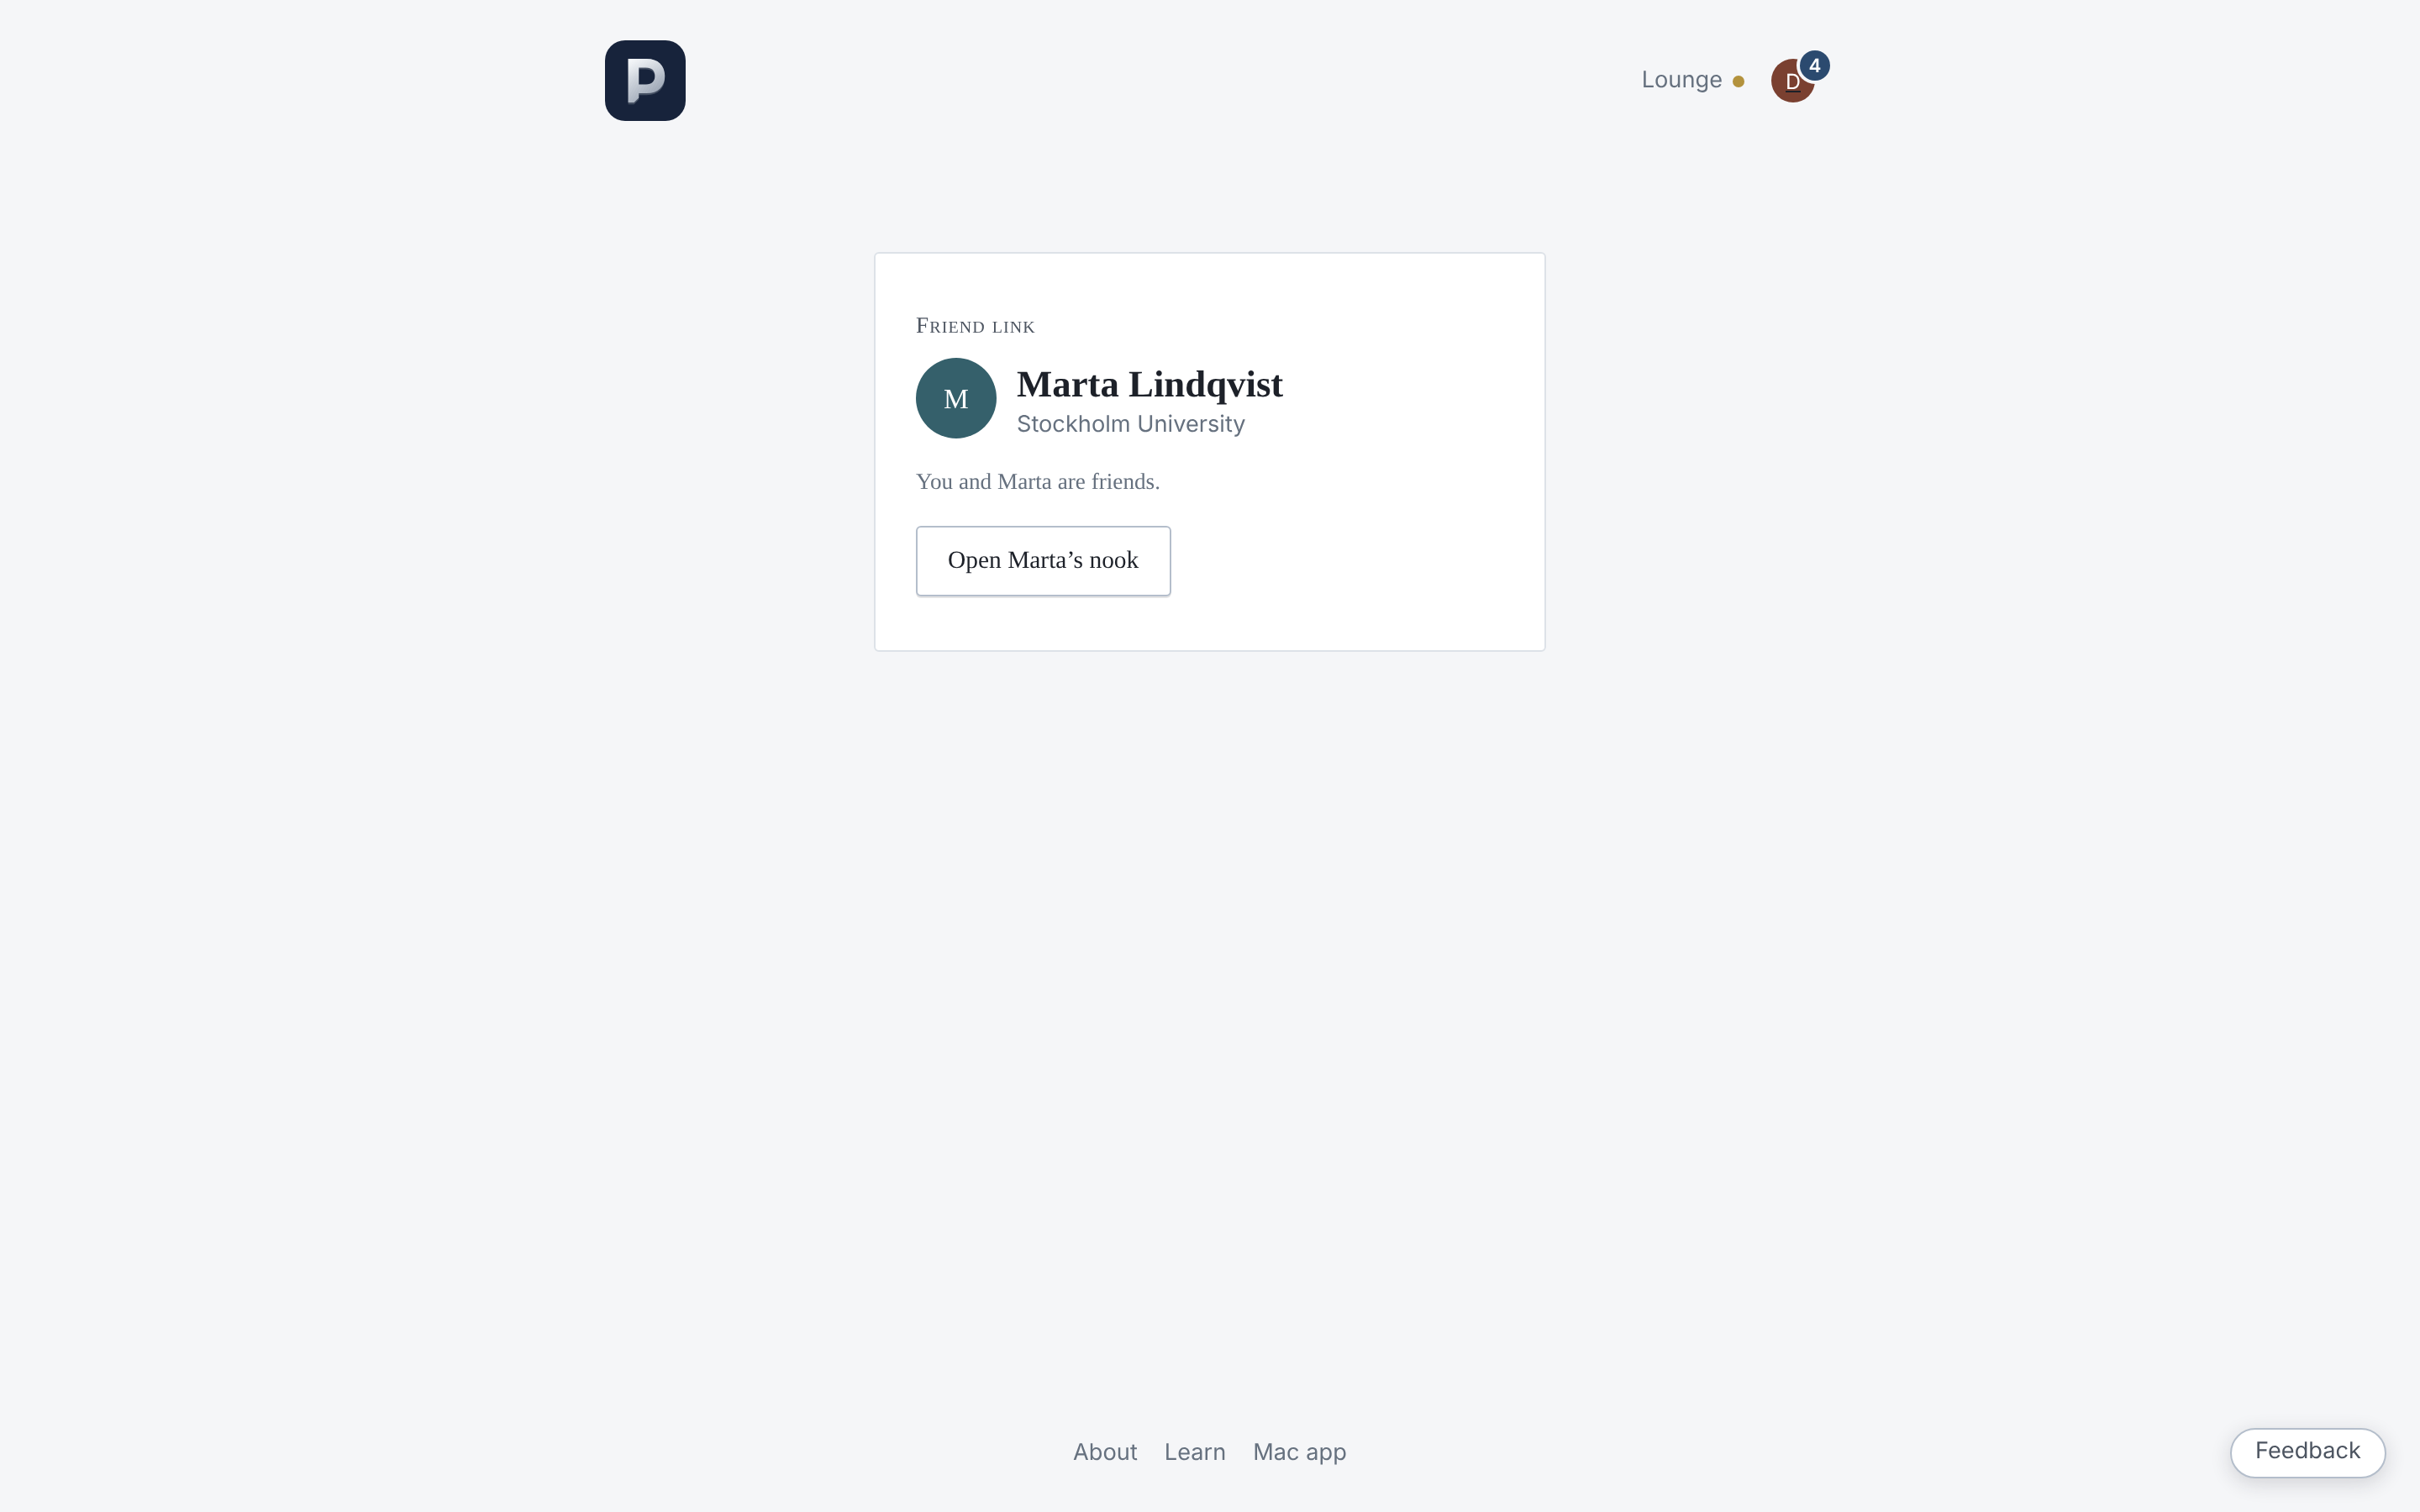 P
Lounge
D
4
Friend link
M
Marta Lindqvist
Stockholm University
You and Marta are friends.
Open Marta’s nook
About Learn Mac app
Feedback